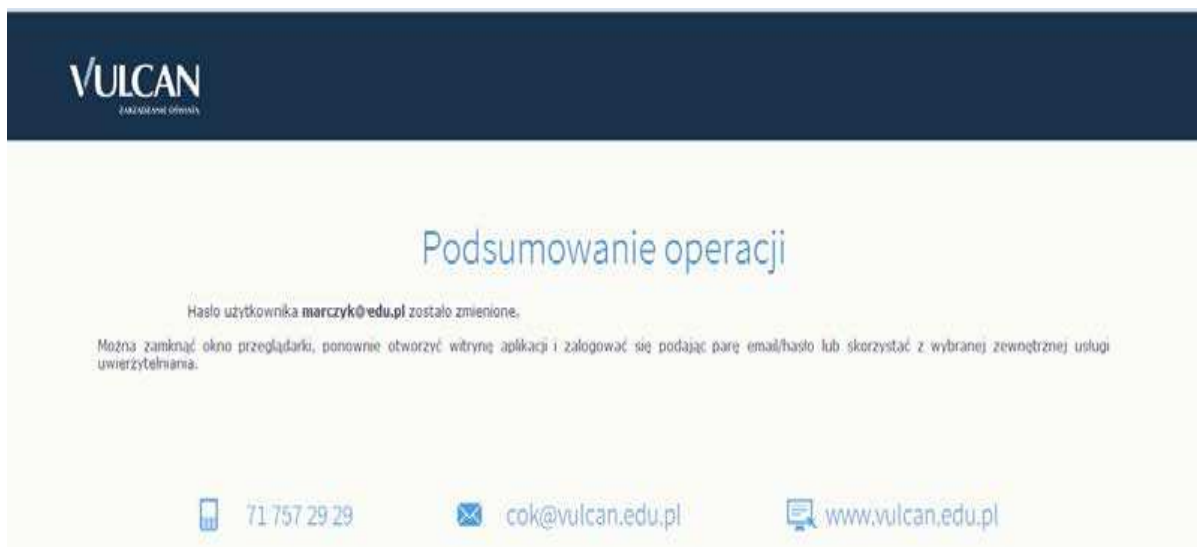 VULCAN
ZARZĄDZANIE OŚWIATĄ
Podsumowanie operacji
Hasło użytkownika marczyk@edu.pl zostało zmienione.
Można zamknąć okno przeglądarki, ponownie otworzyć witrynę aplikacji i zalogować się podając parę email/hasło lub skorzystać z wybranej zewnętrznej usługi
uwierzytelniania.
71 757 29 29 cok@vulcan.edu.pl www.vulcan.edu.pl